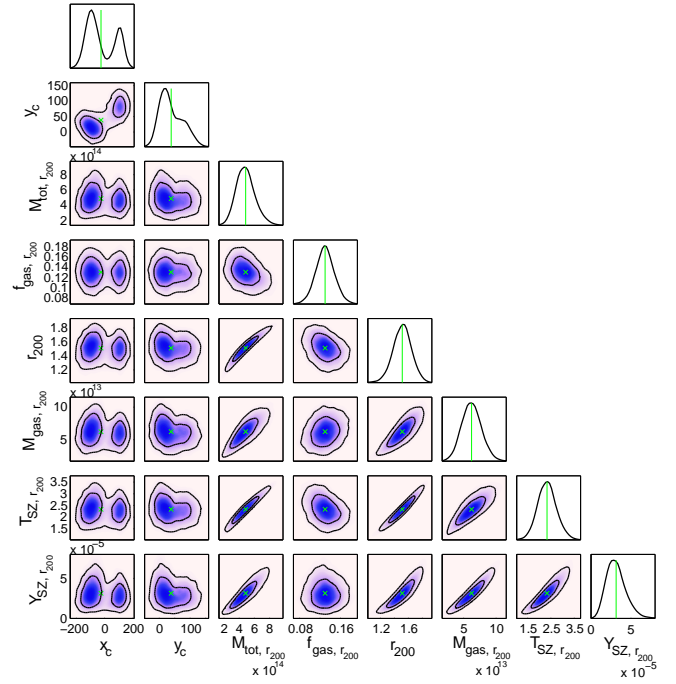 150
100
50
0
y_c
x 10^14
8
6
4
2
M_tot, r_200
0.18
0.16
0.14
0.12
0.1
0.08
f_gas, r_200
1.8
1.6
1.4
1.2
r_200
x 10^13
10
5
M_gas, r_200
3.5
3
2.5
2
1.5
T_SZ, r_200
x 10^-5
5
0
Y_SZ, r_200
−200 0 200 0 100 2 4 6 8 0.08 0.16 1.2 1.6 5 10 1.5 2.5 3.5 0 5
x_c y_c M_tot, r_200 f_gas, r_200 r_200 M_gas, r_200 T_SZ, r_200 Y_SZ, r_200
x 10^14 x 10^13 x 10^-5